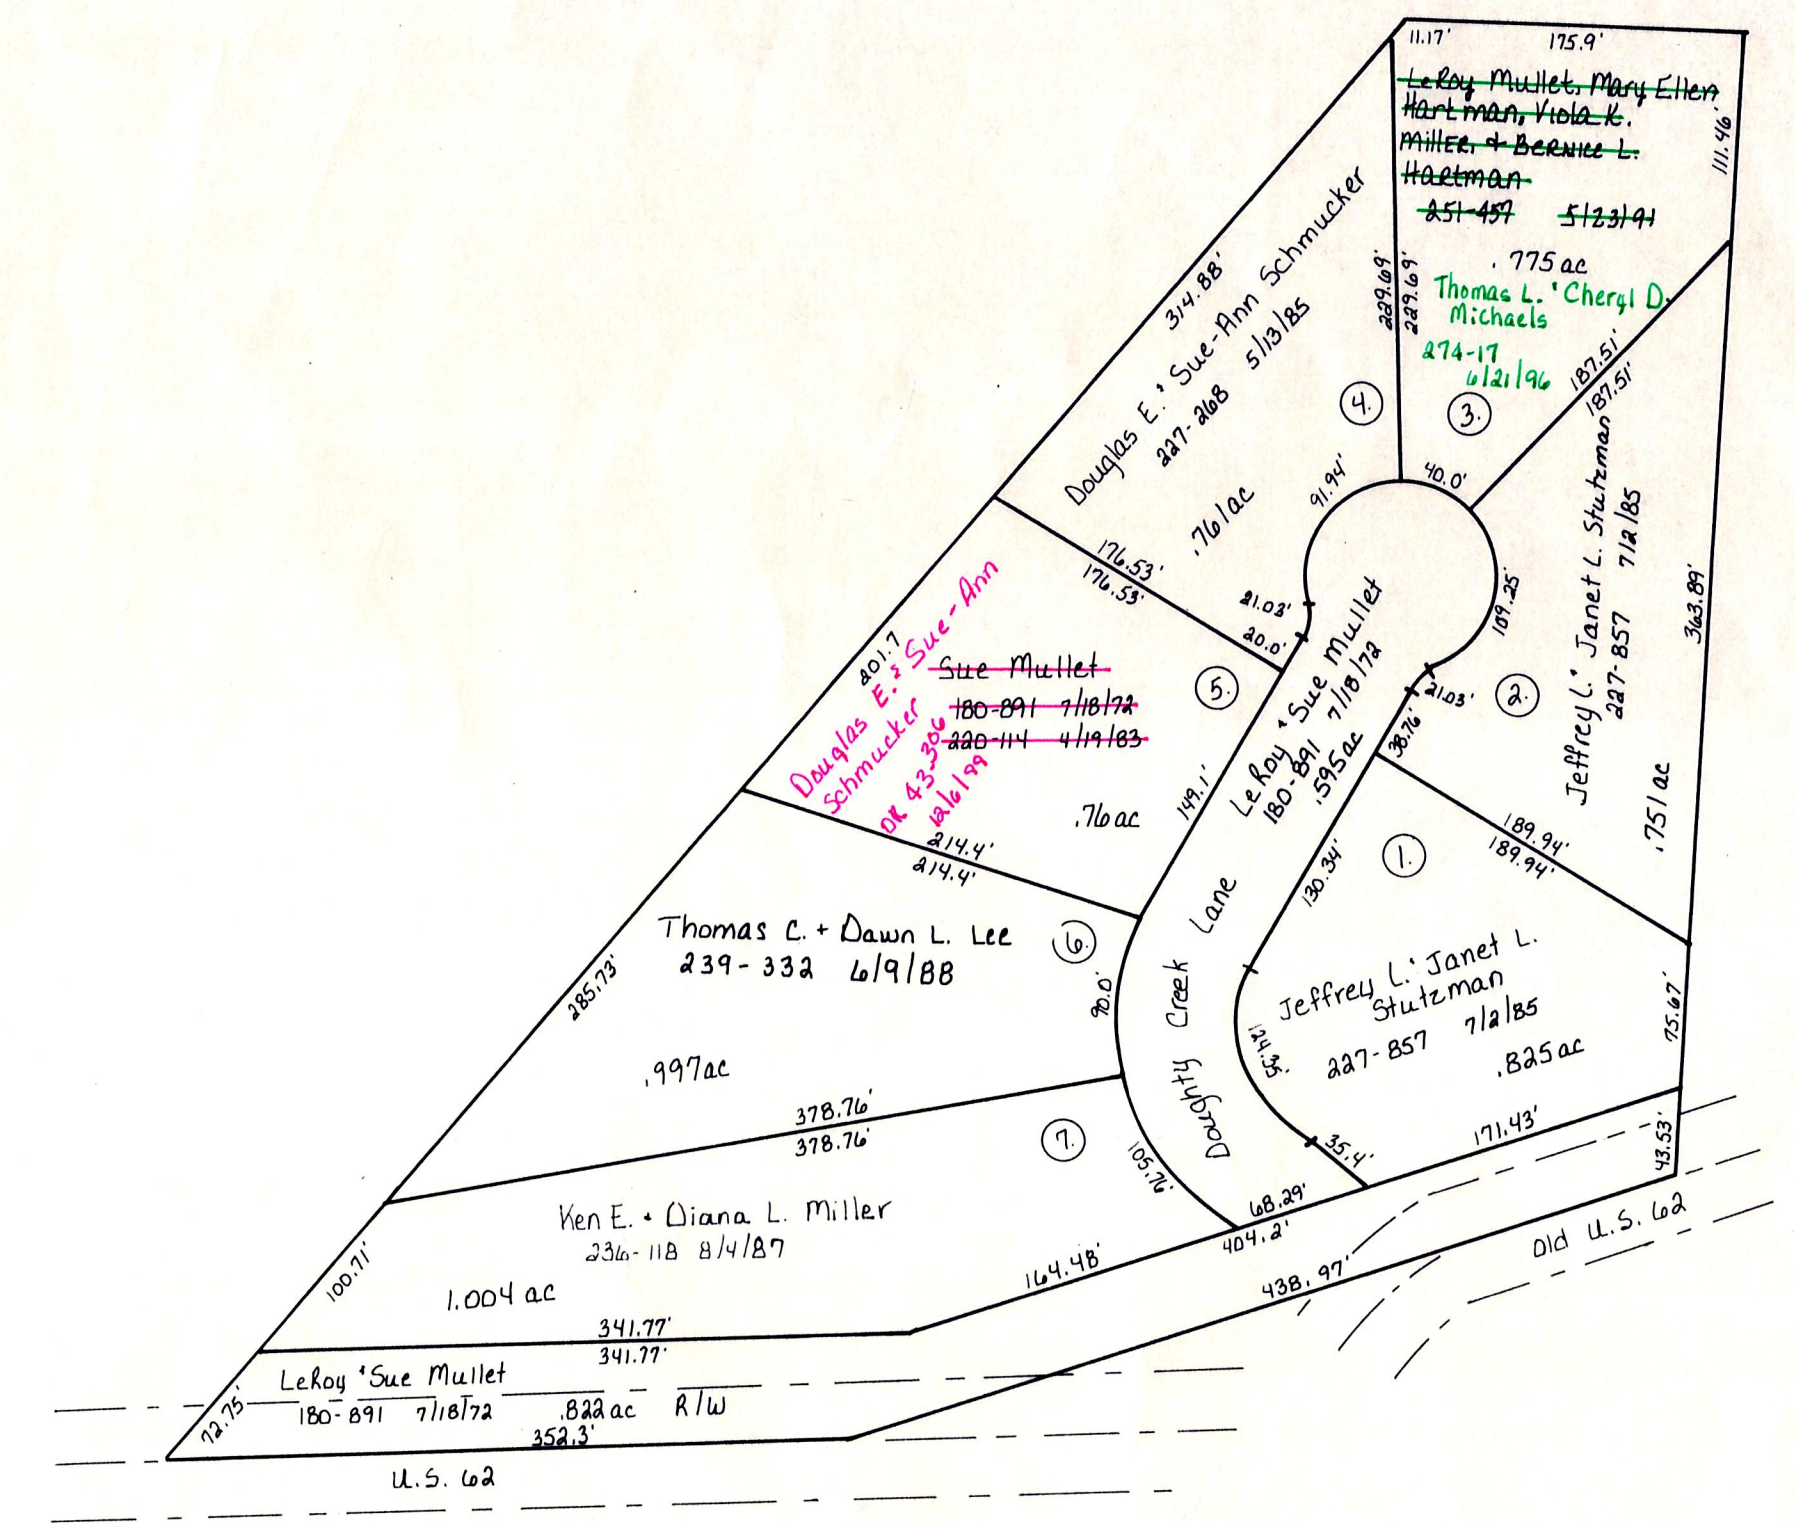 11.17'
175.9'
LeRoy Mullet, Mary Ellen
Hartman, Viola K.
Miller, & Bernice L.
Hartman
251-457 5/23/91
.775 ac
Thomas L. & Cheryl D.
Michaels
274-17
6/21/96
3.
111.46'
229.69'
229.69'
187.51'
187.51'
40.0'
314.88'
Douglas E. & Sue-Ann Schmucker
227-268 5/13/85
.761 ac
4.
91.94'
21.03'
20.0'
176.53'
176.53'
201.7
Douglas E. & Sue-Ann
Schmucker
OR 43-306
12/6/99
Sue Mullet
180-891 7/18/72
220-114 4/19/83
.76 ac
5.
149.1'
214.4'
214.4'
Jeffrey L. & Janet L. Stutzman
227-857 7/2/85
.751 ac
2.
363.89'
109.25'
21.03'
38.76'
189.94'
189.94'
LeRoy & Sue Mullet
180-891 7/18/72
.595 ac
Doughty Creek Lane
130.34'
1.
Jeffrey L. & Janet L.
Stutzman
227-857 7/2/85
.825 ac
124.35'
35.4'
75.67'
171.43'
43.53'
Thomas C. + Dawn L. Lee
239-332 6/9/88
.997 ac
6.
90.0'
285.73'
378.76'
378.76'
7.
105.76'
Ken E. & Diana L. Miller
236-118 8/4/87
1.004 ac
100.71'
341.77'
341.77'
164.48'
68.29'
404.2'
438.97'
Old U.S. 62
LeRoy & Sue Mullet
180-891 7/18/72 .822 ac R/W
72.75'
352.3'
U.S. 62